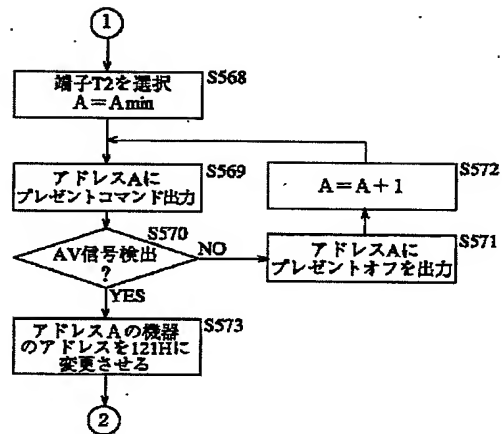 1
端子T2を選択
A=Amin
S568
アドレスAに
プレゼントコマンド出力
S569
A=A+1
S572
AV信号検出
?
S570
NO
アドレスAに
プレゼントオフを出力
S571
YES
アドレスAの機器
のアドレスを121Hに
変更させる
S573
2